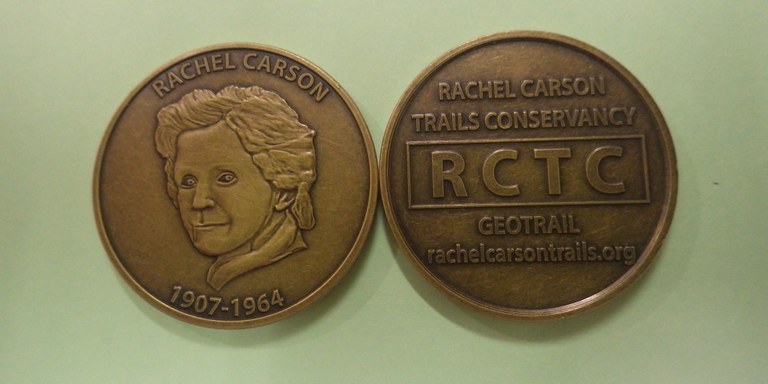 RACHEL CARSON
1907-1964
RACHEL CARSON
TRAILS CONSERVANCY
RCTC
GEOTRAIL
rachelcarsontrails.org